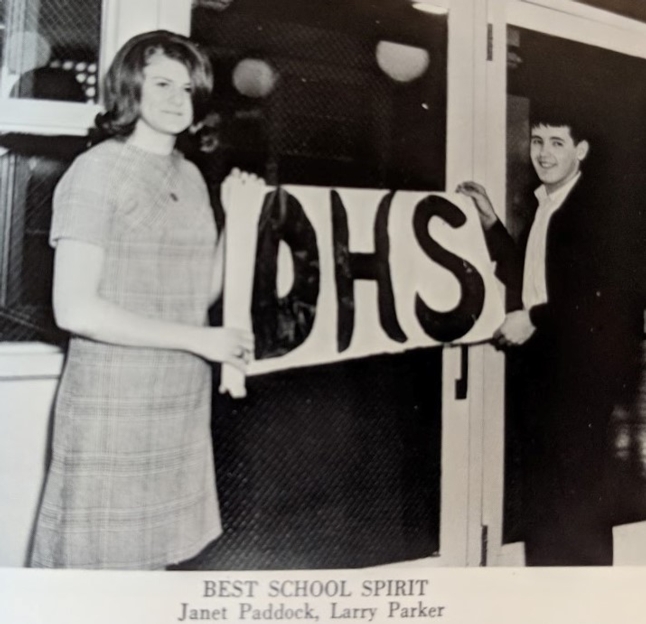 DHS
BEST SCHOOL SPIRIT
Janet Paddock, Larry Parker